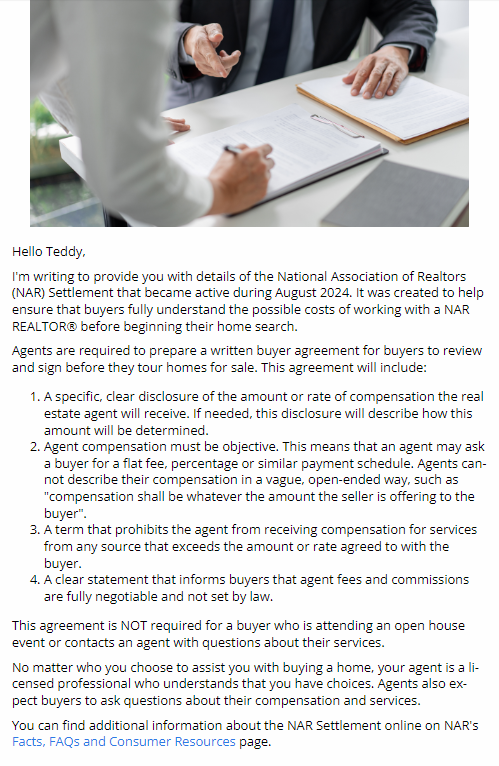 Hello Teddy,
I'm writing to provide you with details of the National Association of Realtors
(NAR) Settlement that became active during August 2024. It was created to help
ensure that buyers fully understand the possible costs of working with a NAR
REALTOR® before beginning their home search.
Agents are required to prepare a written buyer agreement for buyers to review
and sign before they tour homes for sale. This agreement will include:
1. A specific, clear disclosure of the amount or rate of compensation the real
estate agent will receive. If needed, this disclosure will describe how this
amount will be determined.
2. Agent compensation must be objective. This means that an agent may ask
a buyer for a flat fee, percentage or similar payment schedule. Agents can-
not describe their compensation in a vague, open-ended way, such as
"compensation shall be whatever the amount the seller is offering to the
buyer".
3. A term that prohibits the agent from receiving compensation for services
from any source that exceeds the amount or rate agreed to with the
buyer.
4. A clear statement that informs buyers that agent fees and commissions
are fully negotiable and not set by law.
This agreement is NOT required for a buyer who is attending an open house
event or contacts an agent with questions about their services.
No matter who you choose to assist you with buying a home, your agent is a li-
censed professional who understands that you have choices. Agents also ex-
pect buyers to ask questions about their compensation and services.
You can find additional information about the NAR Settlement online on NAR's
Facts, FAQs and Consumer Resources page.